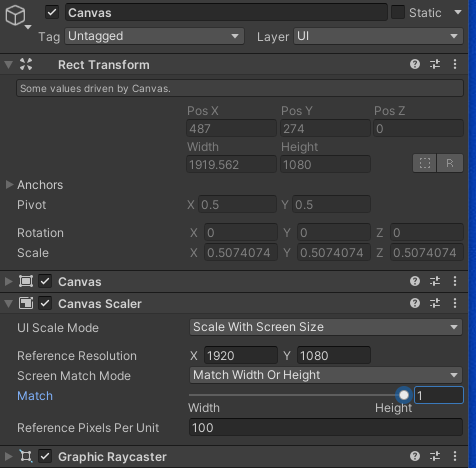 Canvas Static
Tag Untagged Layer UI
Rect Transform
Some values driven by Canvas.
Pos X Pos Y Pos Z
487 274 0
Width Height
1919.562 1080 R
Anchors
Pivot X 0.5 Y 0.5
Rotation X 0 Y 0 Z 0
Scale X 0.5074074 Y 0.5074074 Z 0.5074074
Canvas
Canvas Scaler
UI Scale Mode Scale With Screen Size
Reference Resolution X 1920 Y 1080
Screen Match Mode Match Width Or Height
Match 1
Width Height
Reference Pixels Per Unit 100
Graphic Raycaster